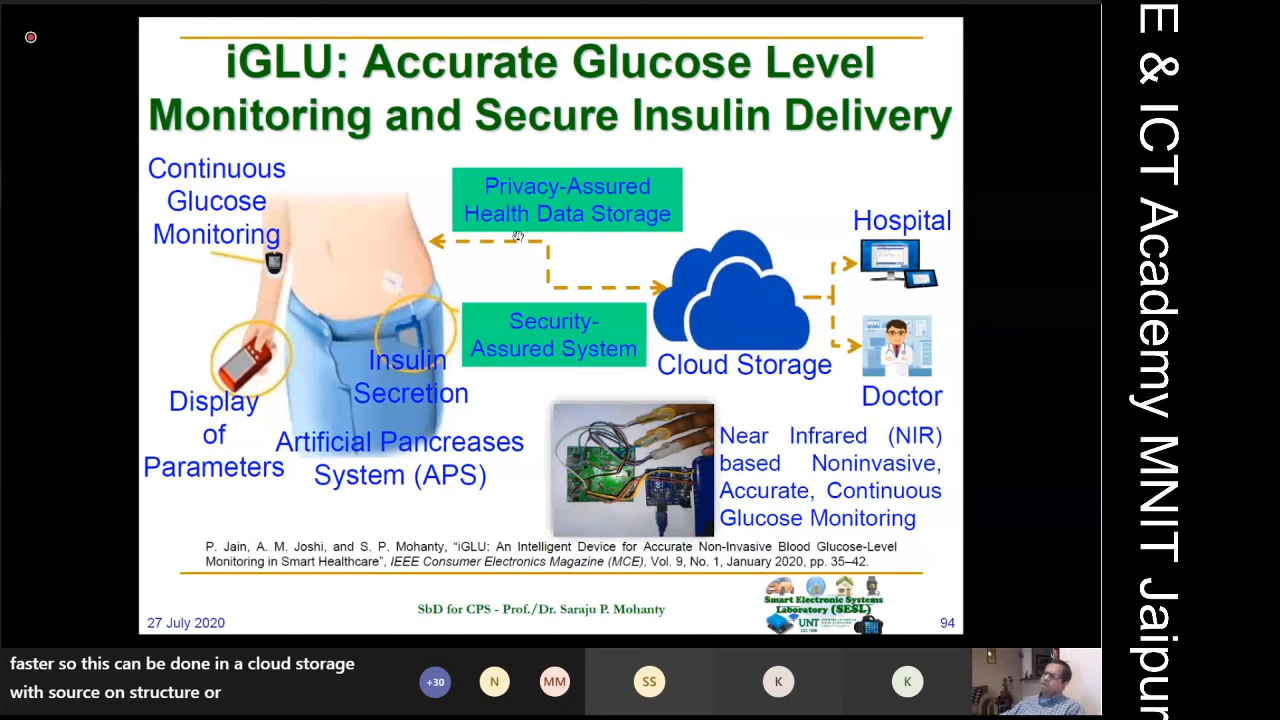 iGLU: Accurate Glucose Level
Monitoring and Secure Insulin Delivery
Continuous
Glucose
Monitoring
Privacy-Assured
Health Data Storage
Hospital
Security-
Assured System
Cloud Storage
Doctor
Insulin
Secretion
Display
of
Parameters
Artificial Pancreases
System (APS)
Near Infrared (NIR)
based Noninvasive,
Accurate, Continuous
Glucose Monitoring
P. Jain, A. M. Joshi, and S. P. Mohanty, “iGLU: An Intelligent Device for Accurate Non-Invasive Blood Glucose-Level
Monitoring in Smart Healthcare”, IEEE Consumer Electronics Magazine (MCE), Vol. 9, No. 1, January 2020, pp. 35–42.
27 July 2020
SbD for CPS - Prof./Dr. Saraju P. Mohanty
Smart Electronic Systems
Laboratory (SESL)
UNT
94
faster so this can be done in a cloud storage
with source on structure or
+30
N
MM
SS
K
K
E & ICT Academy MNIT Jaipur